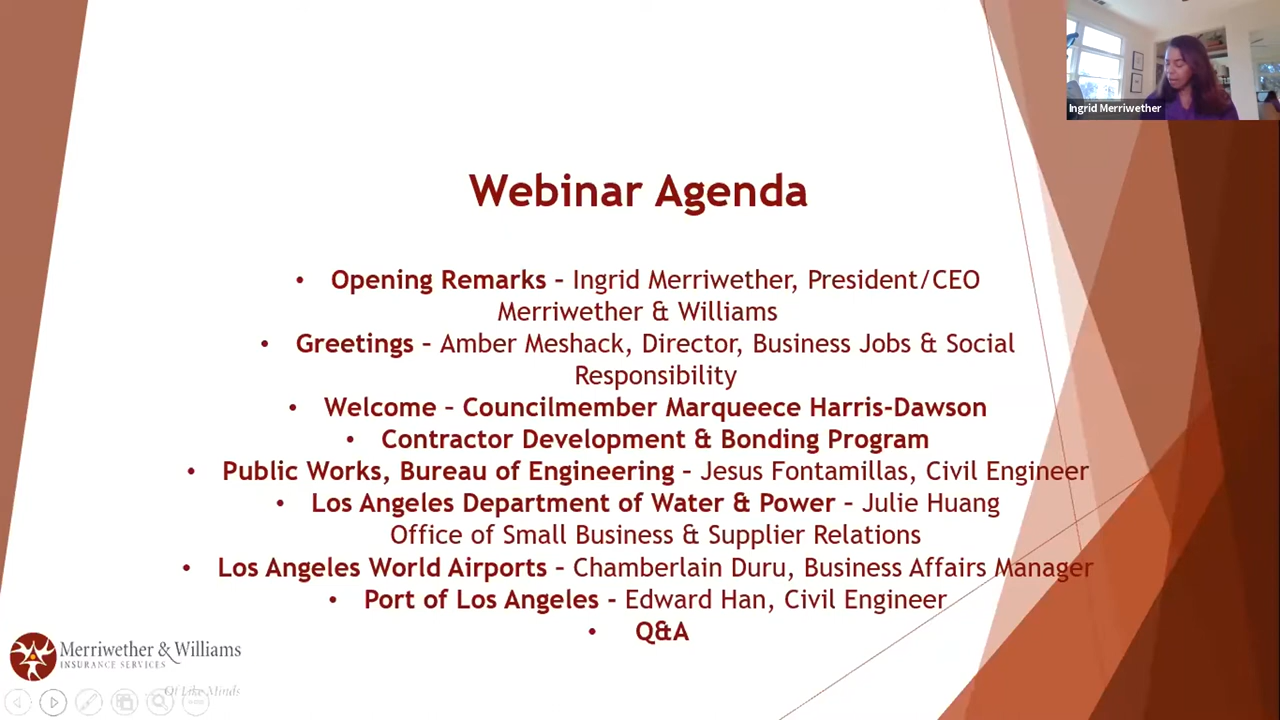 Ingrid Merriwether
Webinar Agenda
• Opening Remarks – Ingrid Merriwether, President/CEO
Merriwether & Williams
• Greetings – Amber Meshack, Director, Business Jobs & Social
Responsibility
• Welcome – Councilmember Marqueece Harris-Dawson
• Contractor Development & Bonding Program
• Public Works, Bureau of Engineering – Jesus Fontamillas, Civil Engineer
• Los Angeles Department of Water & Power – Julie Huang
Office of Small Business & Supplier Relations
• Los Angeles World Airports – Chamberlain Duru, Business Affairs Manager
• Port of Los Angeles – Edward Han, Civil Engineer
• Q&A
Merriwether & Williams
INSURANCE SERVICES
Of Like Minds